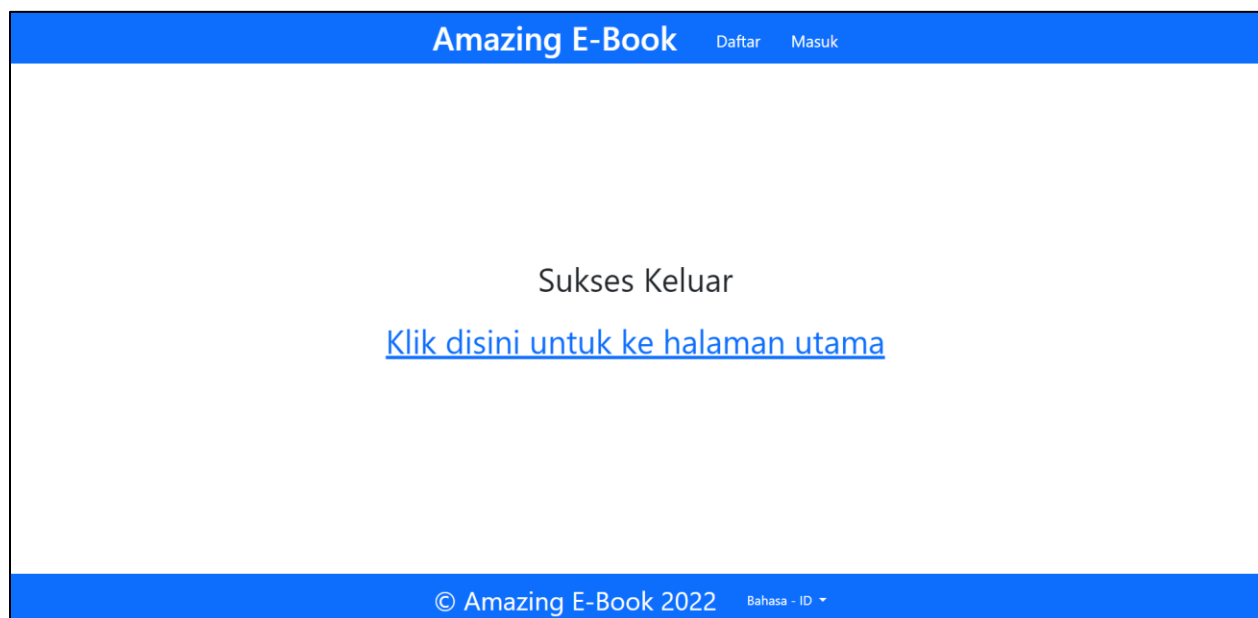 Amazing E-Book Daftar Masuk
Sukses Keluar
Klik disini untuk ke halaman utama
© Amazing E-Book 2022 Bahasa - ID